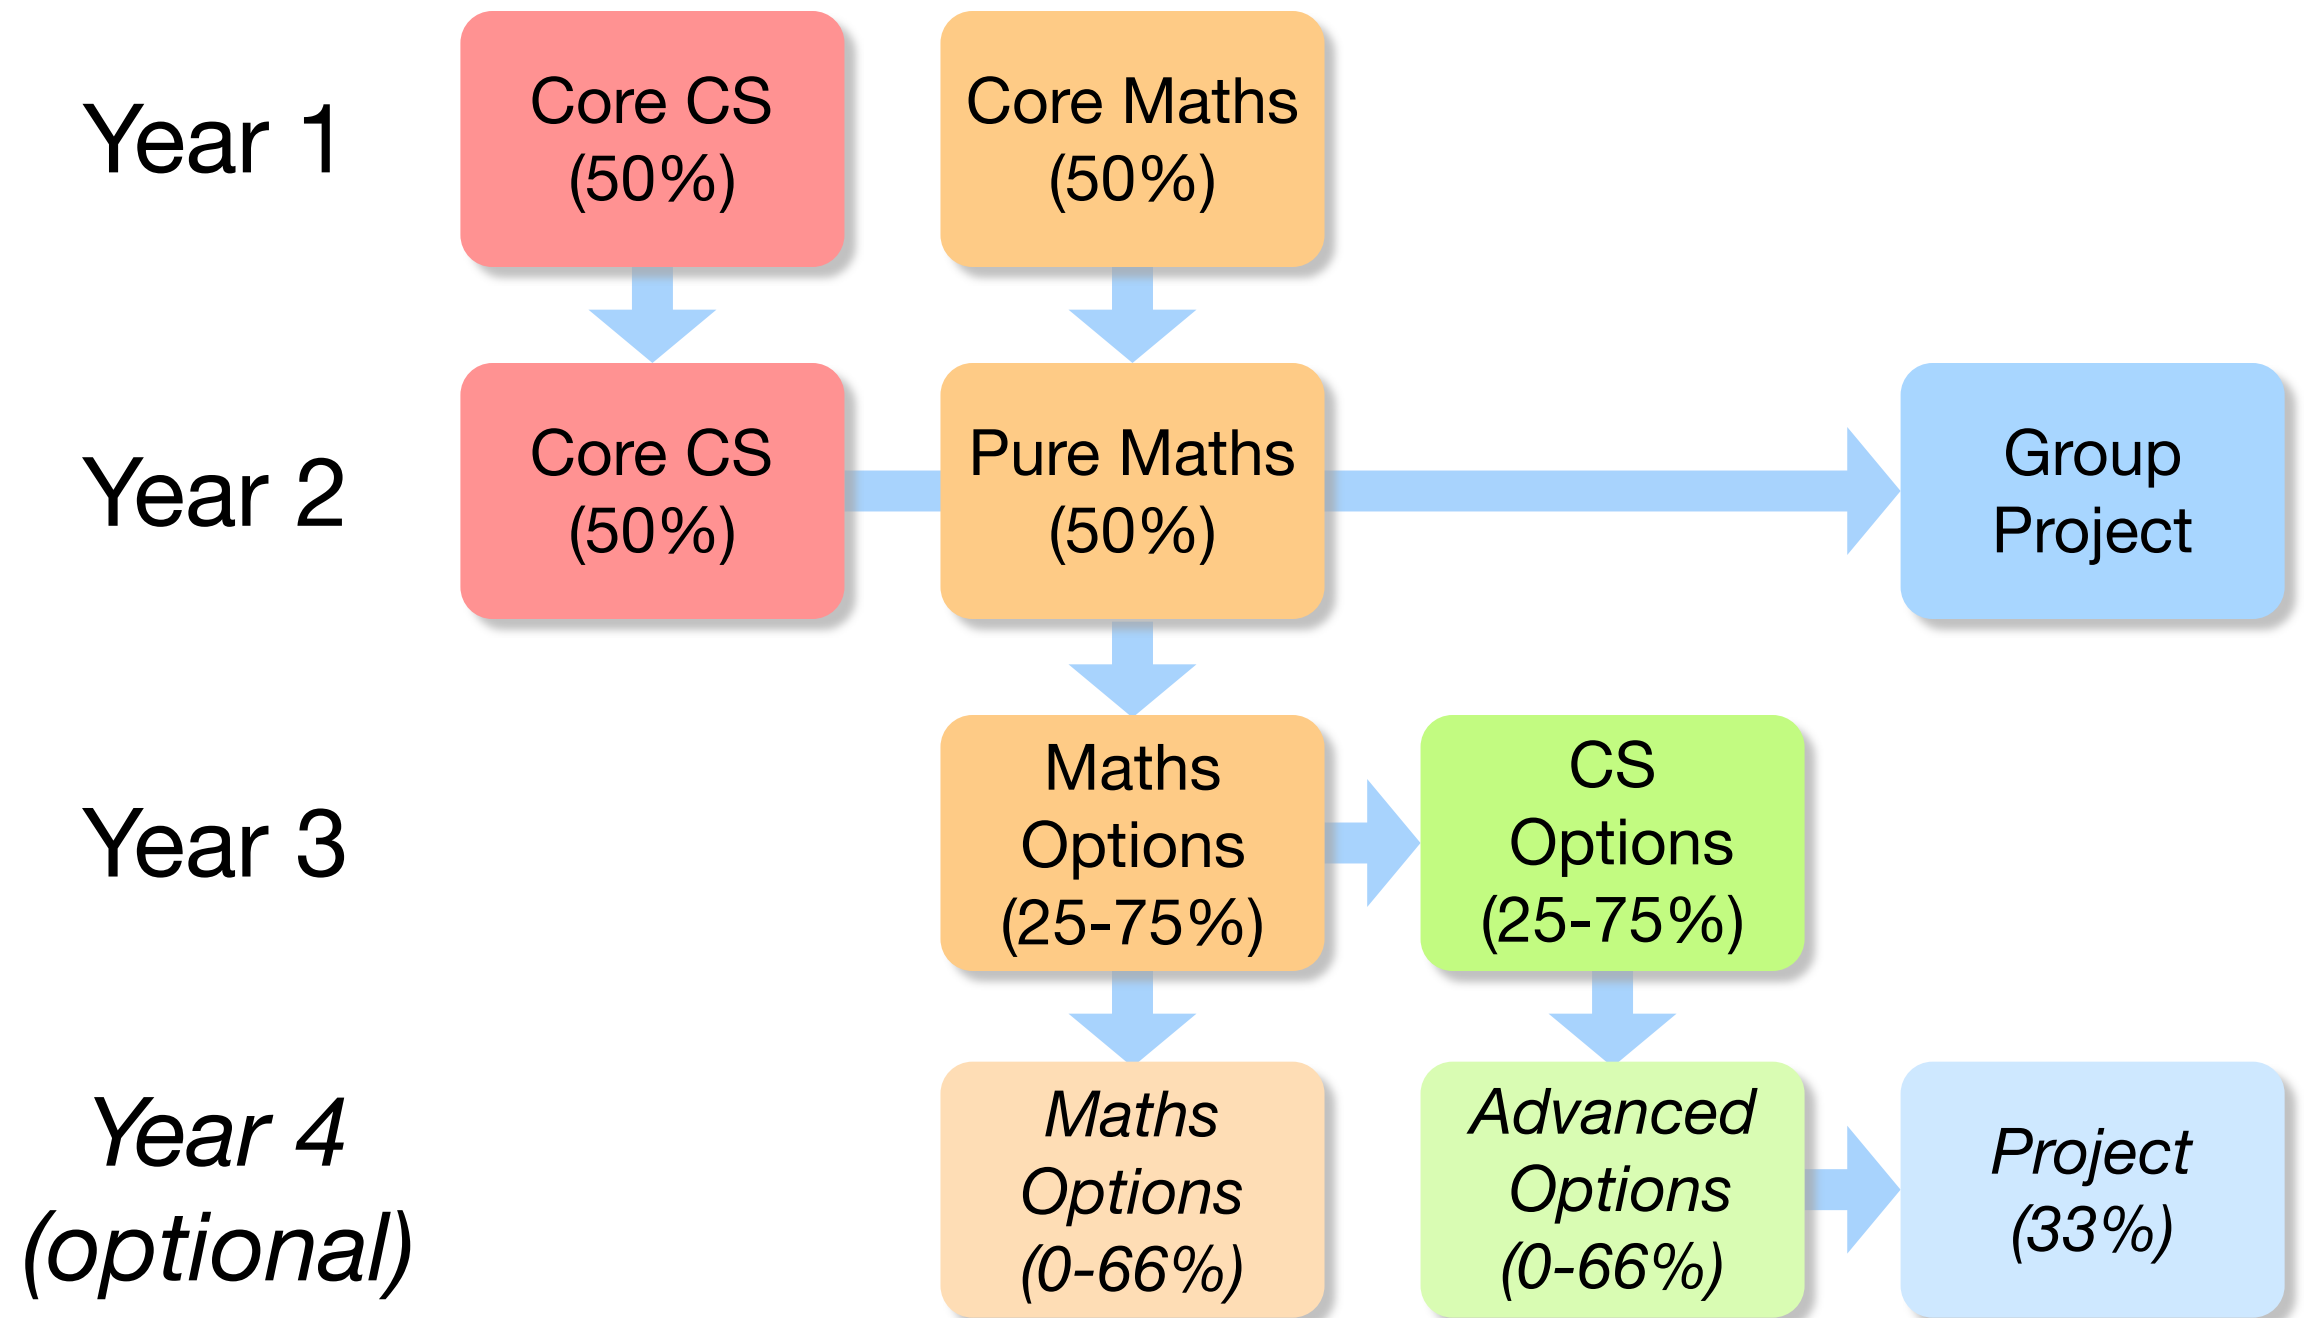 Year 1
Core CS
(50%)
Core Maths
(50%)
Year 2
Core CS
(50%)
Pure Maths
(50%)
Group
Project
Year 3
Maths
Options
(25-75%)
CS
Options
(25-75%)
Year 4
(optional)
Maths
Options
(0-66%)
Advanced
Options
(0-66%)
Project
(33%)